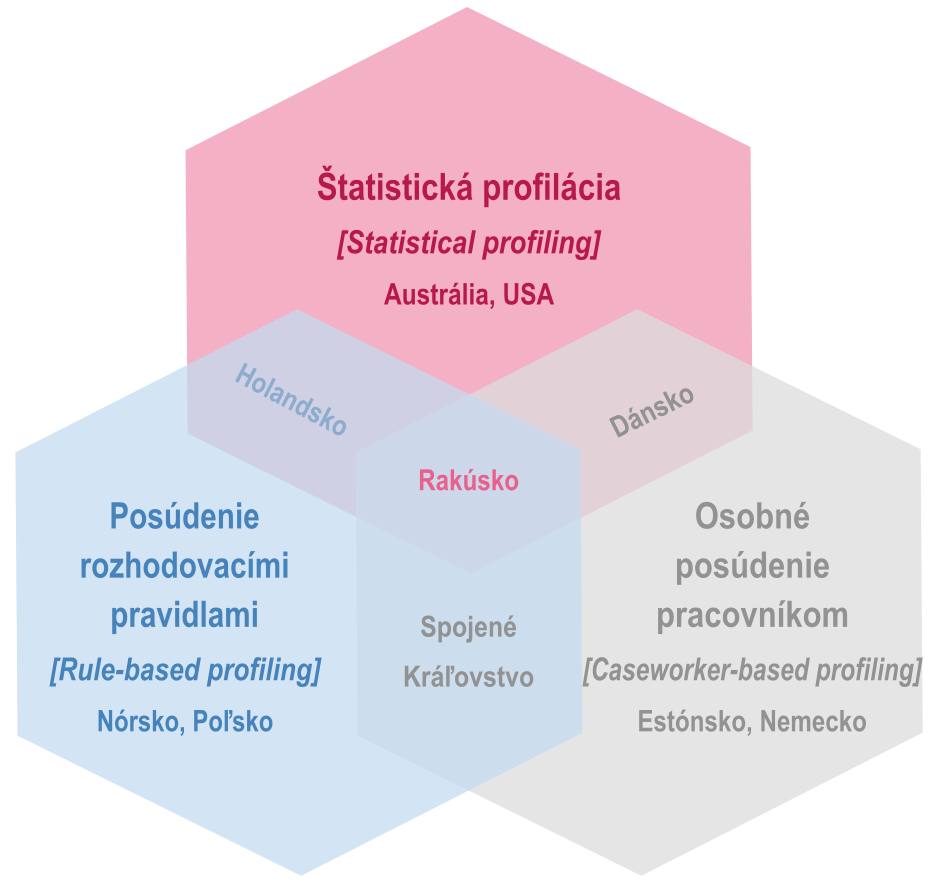 Štatistická profilácia
[Statistical profiling]
Austrália, USA
Holandsko
Dánsko
Rakúsko
Posúdenie
rozhodovacími
pravidlami
[Rule-based profiling]
Nórsko, Poľsko
Spojené
Kráľovstvo
Osobné
posúdenie
pracovníkom
[Caseworker-based profiling]
Estónsko, Nemecko